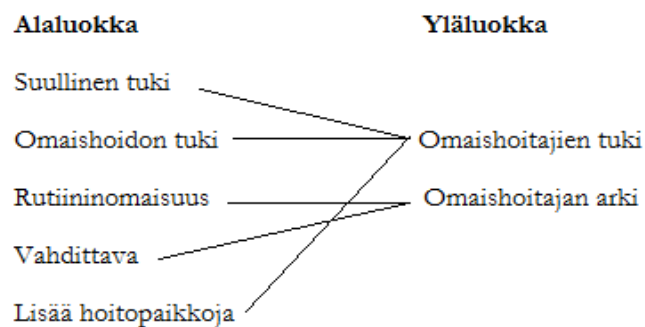 Alaluokka Yläluokka
Suullinen tuki
Omaishoidon tuki Omaishoitajien tuki
Rutiininomaisuus Omaishoitajan arki
Vahdittava
Lisää hoitopaikkoja